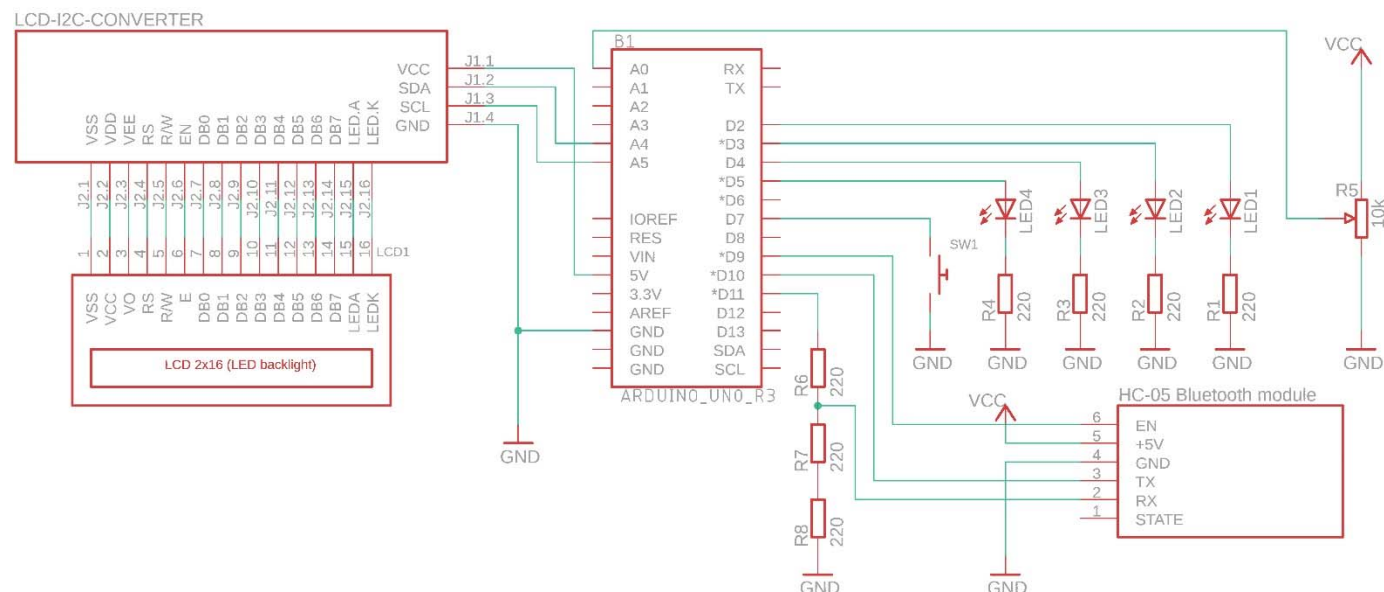 LCD-I2C-CONVERTER
VCC J1.1
SDA J1.2
SCL J1.3
GND J1.4
VSS VDD VEE RS R/W EN DB0 DB1 DB2 DB3 DB4 DB5 DB6 DB7 LED.A LED.K
J2.1 J2.2 J2.3 J2.4 J2.5 J2.6 J2.7 J2.8 J2.9 J2.10 J2.11 J2.12 J2.13 J2.14 J2.15 J2.16
1 2 3 4 5 6 7 8 9 10 11 12 13 14 15 16 LCD1
VSS VCC VO RS R/W E DB0 DB1 DB2 DB3 DB4 DB5 DB6 DB7 LEDA LEDK
LCD 2x16 (LED backlight)
GND
B1
A0 RX
A1 TX
A2
A3 D2
A4 *D3
A5 D4
*D5
*D6
IOREF D7
RES D8
VIN *D9
5V *D10
3.3V *D11
AREF D12
GND D13
GND SDA
GND SCL
ARDUINO_UNO_R3
SW1
GND
LED4
LED3
LED2
LED1
R4 220
R3 220
R2 220
R1 220
GND GND GND GND
VCC
R5
10k
GND
R6 220
R7 220
R8 220
GND
VCC
GND
HC-05 Bluetooth module
6 EN
5 +5V
4 GND
3 TX
2 RX
1 STATE